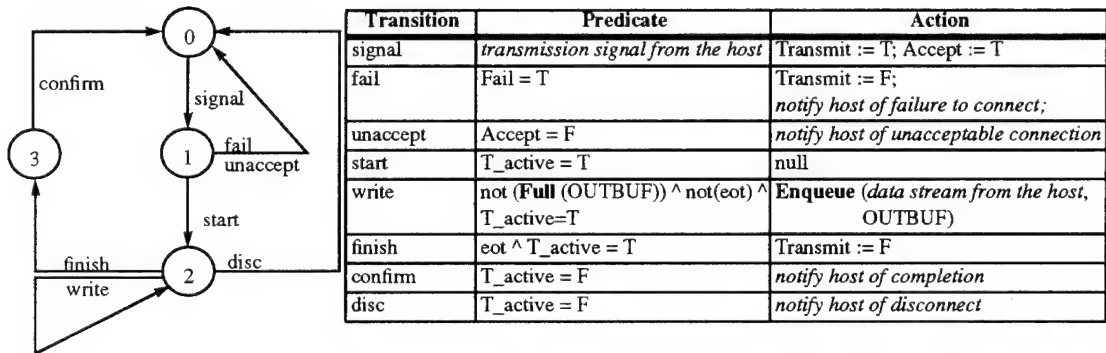 0
confirm
signal
3
1
fail
unaccept
start
finish
2
disc
write
Transition Predicate Action
signal transmission signal from the host Transmit := T; Accept := T
fail Fail = T Transmit := F;
notify host of failure to connect;
unaccept Accept = F notify host of unacceptable connection
start T_active = T null
write not (Full (OUTBUF)) ^ not(eot) ^ Enqueue (data stream from the host,
T_active=T OUTBUF)
finish eot ^ T_active = T Transmit := F
confirm T_active = F notify host of completion
disc T_active = F notify host of disconnect